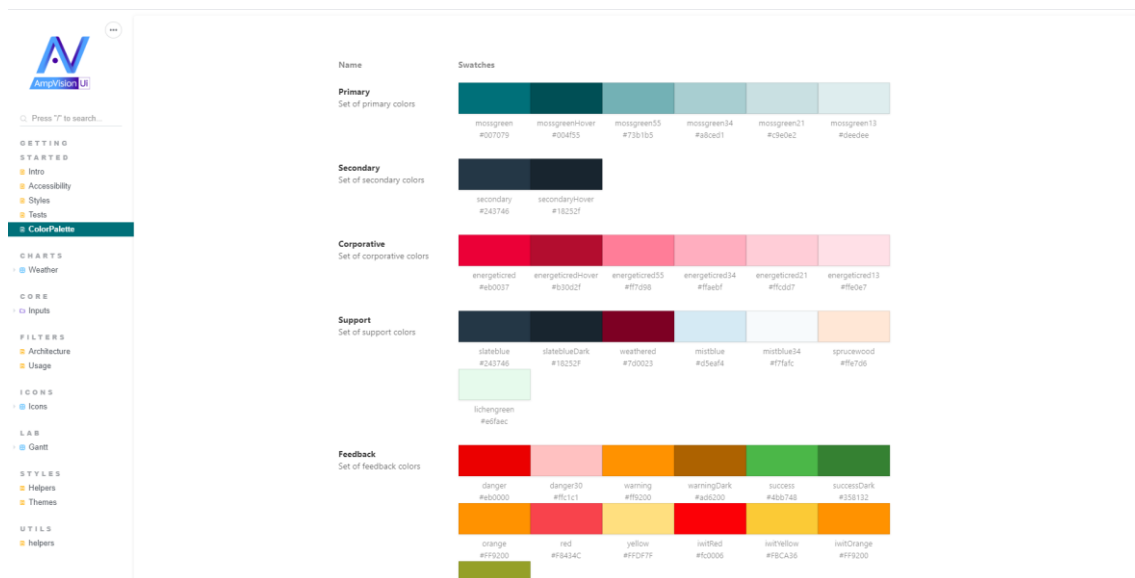 AmpVision UI
Press "/" to search...
GETTING
STARTED
Intro
Accessibility
Styles
Tests
ColorPalette
CHARTS
Weather
CORE
Inputs
FILTERS
Architecture
Usage
ICONS
Icons
LAB
Gantt
STYLES
Helpers
Themes
UTILS
helpers
Name Swatches
Primary
Set of primary colors
mossgreen mossgreenHover mossgreen55 mossgreen34 mossgreen21 mossgreen13
#007079 #004f55 #73b1b5 #a8ced1 #c9e0e2 #deedee
Secondary
Set of secondary colors
secondary secondaryHover
#243746 #18252f
Corporative
Set of corporative colors
energeticred energeticredHover energeticred55 energeticred34 energeticred21 energeticred13
#eb0037 #b30d2f #ff7d98 #ffaebf #ffcdd7 #ffe0e7
Support
Set of support colors
slateblue slateblueDark weathered mistblue mistblue34 sprucewood
#243746 #18252F #7d0023 #d5eaf4 #f7fafc #ffe7d6
lichengreen
#e6faec
Feedback
Set of feedback colors
danger danger30 warning warningDark success successDark
#eb0000 #ffc1c1 #ff9200 #ad6200 #4bb748 #358132
orange red yellow iwitRed iwitYellow iwitOrange
#FF9200 #F8434C #FFDF7F #fc0006 #FBCA36 #FF9200